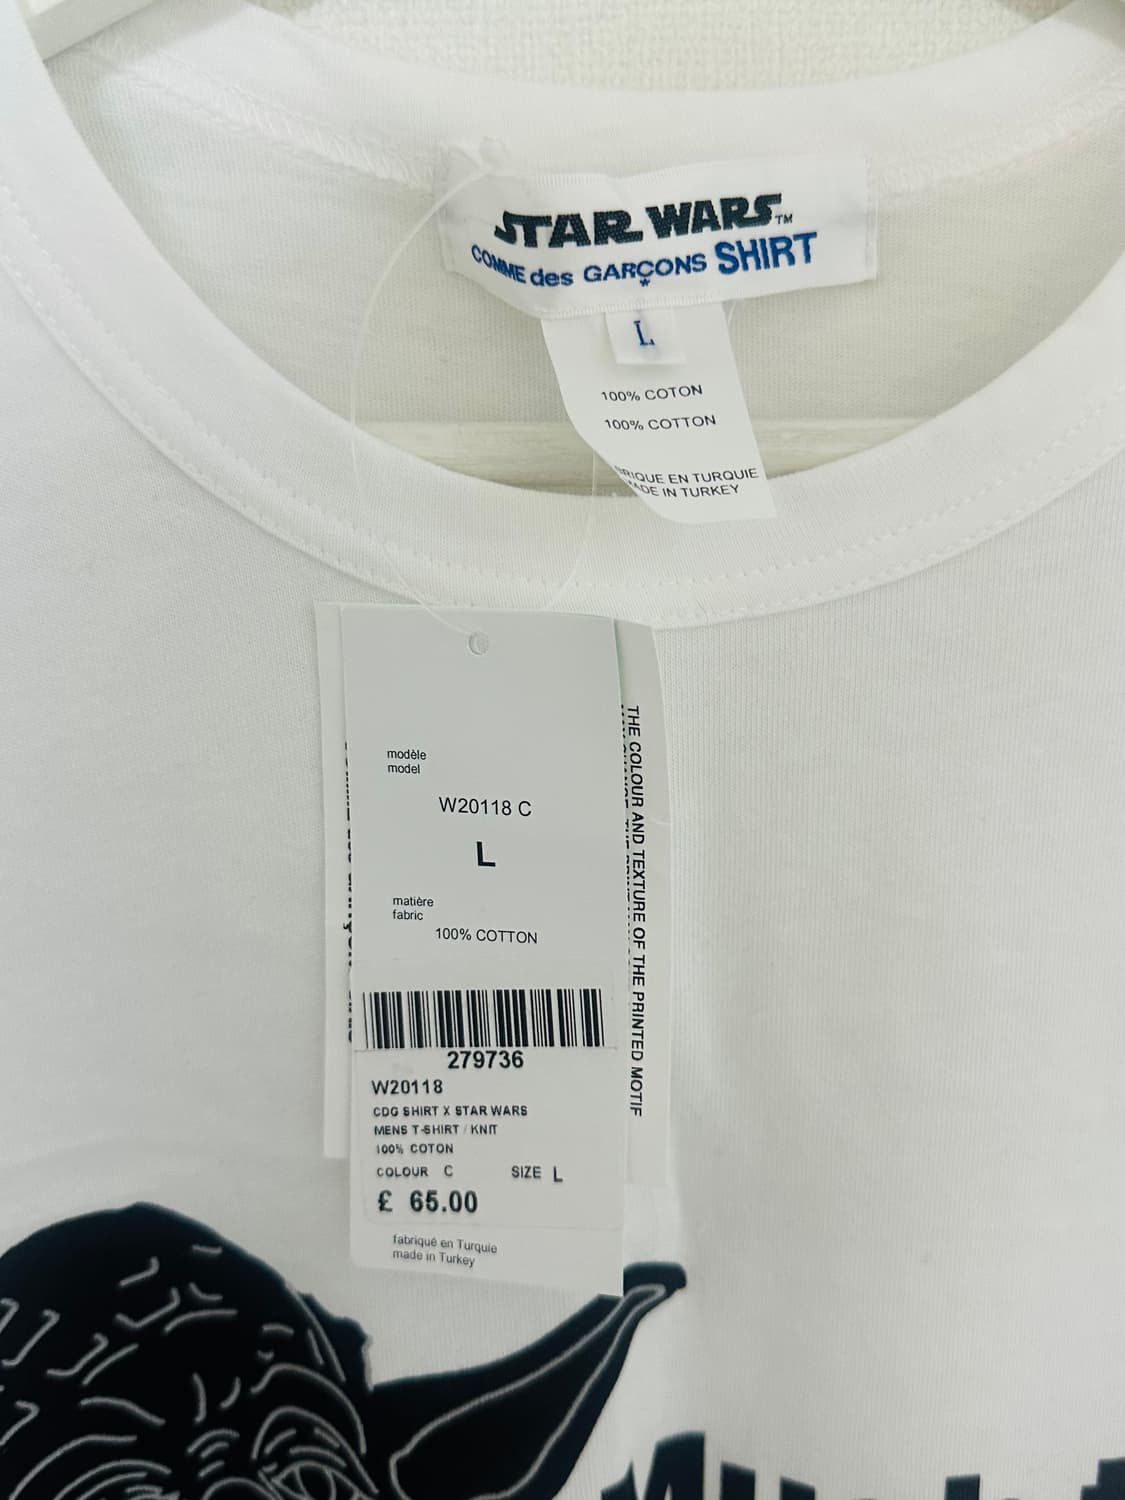 STAR WARS™
COMME des GARÇONS SHIRT
*
L
100% COTON
100% COTTON
RIQUE EN TURQUIE
ADE IN TURKEY
modèle
model
W20118 C
L
matière
fabric
100% COTTON
279736
W20118
CDG SHIRT X STAR WARS
MENS T-SHIRT / KNIT
100% COTON
COLOUR C SIZE L
£ 65.00
fabriqué en Turquie
made in Turkey
THE COLOUR AND TEXTURE OF THE PRINTED MOTIF